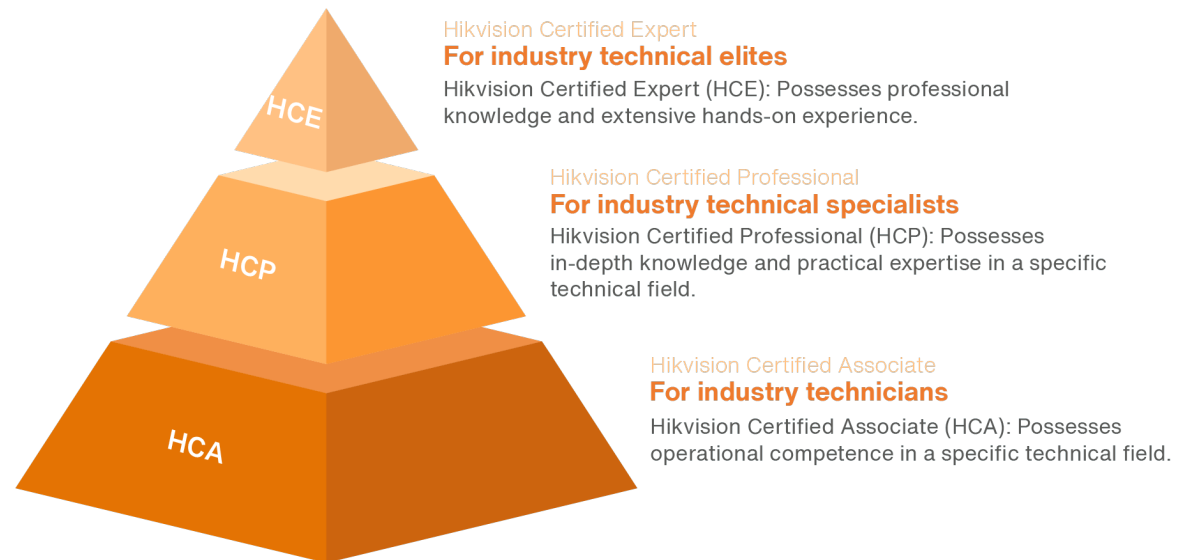 Hikvision Certified Expert
For industry technical elites
Hikvision Certified Expert (HCE): Possesses professional
knowledge and extensive hands-on experience.
HCE
Hikvision Certified Professional
For industry technical specialists
Hikvision Certified Professional (HCP): Possesses
in-depth knowledge and practical expertise in a specific
technical field.
HCP
Hikvision Certified Associate
For industry technicians
Hikvision Certified Associate (HCA): Possesses
operational competence in a specific technical field.
HCA